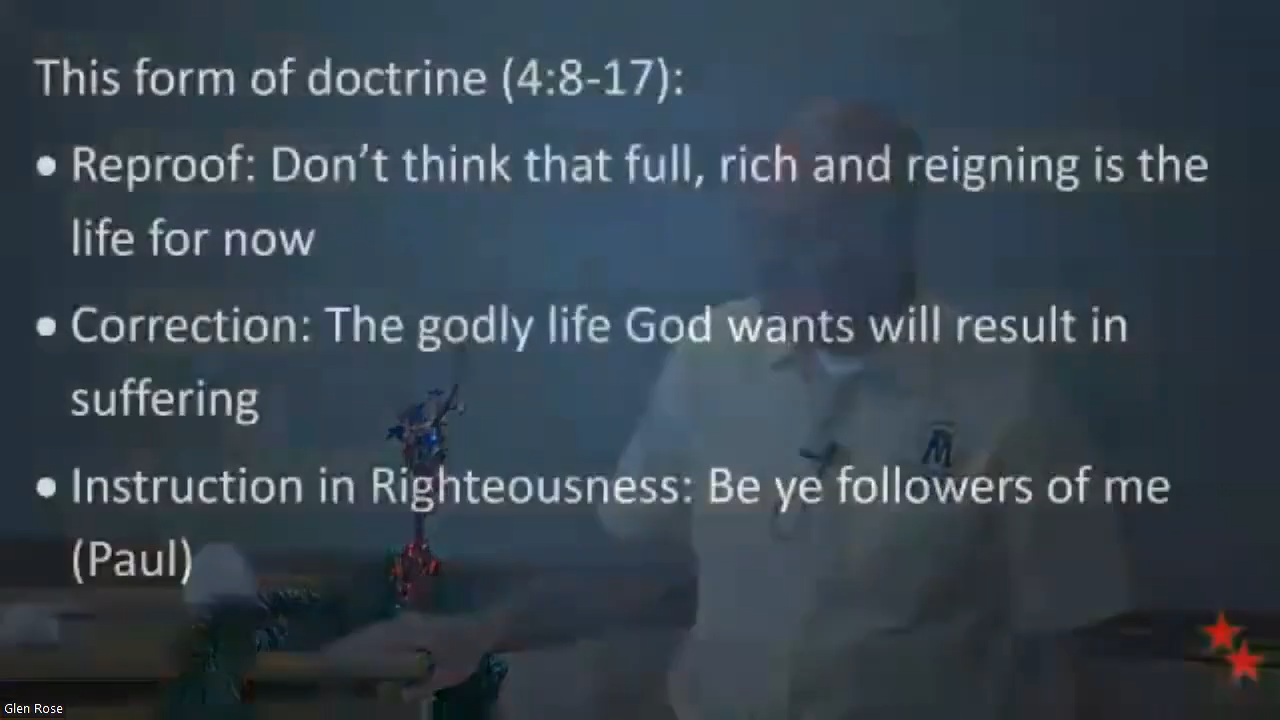 This form of doctrine (4:8-17):
• Reproof: Don’t think that full, rich and reigning is the
life for now
• Correction: The godly life God wants will result in
suffering
• Instruction in Righteousness: Be ye followers of me
(Paul)
M
Glen Rose